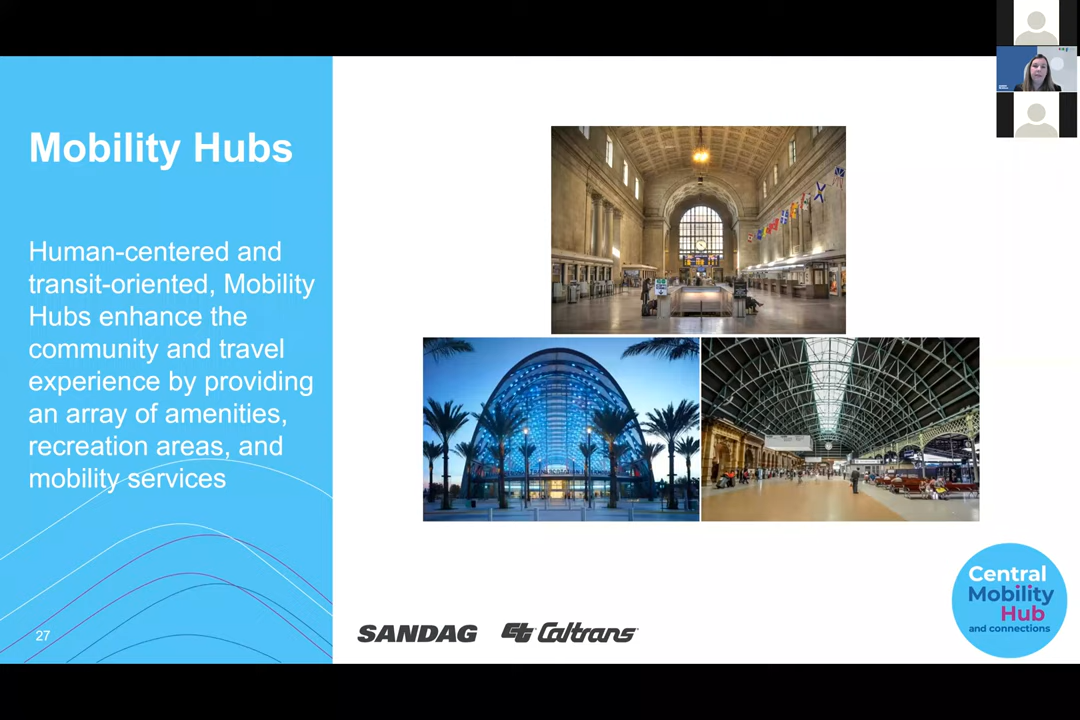 Mobility Hubs
Human-centered and
transit-oriented, Mobility
Hubs enhance the
community and travel
experience by providing
an array of amenities,
recreation areas, and
mobility services
27
SANDAG
Caltrans
Central
Mobility
Hub
and connections